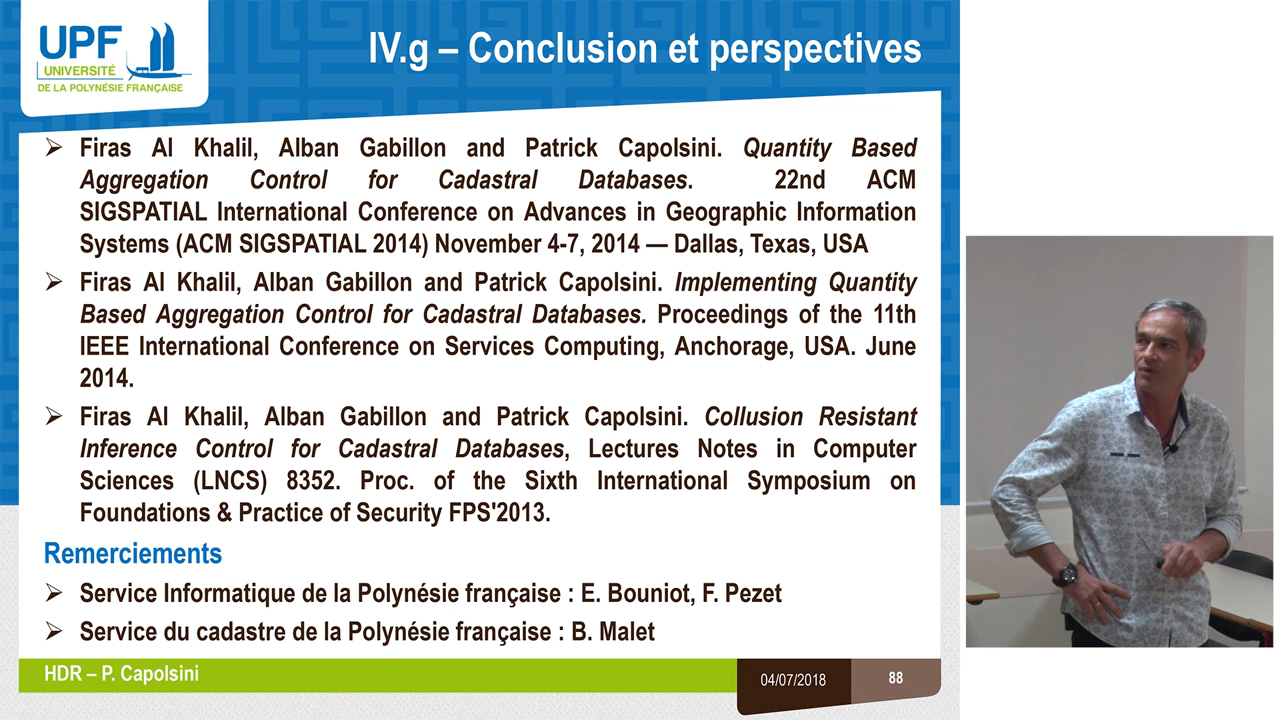 UPF
UNIVERSITÉ
DE LA POLYNÉSIE FRANÇAISE
IV.g – Conclusion et perspectives
➢ Firas Al Khalil, Alban Gabillon and Patrick Capolsini. Quantity Based
Aggregation Control for Cadastral Databases. 22nd ACM
SIGSPATIAL International Conference on Advances in Geographic Information
Systems (ACM SIGSPATIAL 2014) November 4-7, 2014 — Dallas, Texas, USA
➢ Firas Al Khalil, Alban Gabillon and Patrick Capolsini. Implementing Quantity
Based Aggregation Control for Cadastral Databases. Proceedings of the 11th
IEEE International Conference on Services Computing, Anchorage, USA. June
2014.
➢ Firas Al Khalil, Alban Gabillon and Patrick Capolsini. Collusion Resistant
Inference Control for Cadastral Databases, Lectures Notes in Computer
Sciences (LNCS) 8352. Proc. of the Sixth International Symposium on
Foundations & Practice of Security FPS'2013.
Remerciements
➢ Service Informatique de la Polynésie française : E. Bouniot, F. Pezet
➢ Service du cadastre de la Polynésie française : B. Malet
HDR – P. Capolsini
04/07/2018
88